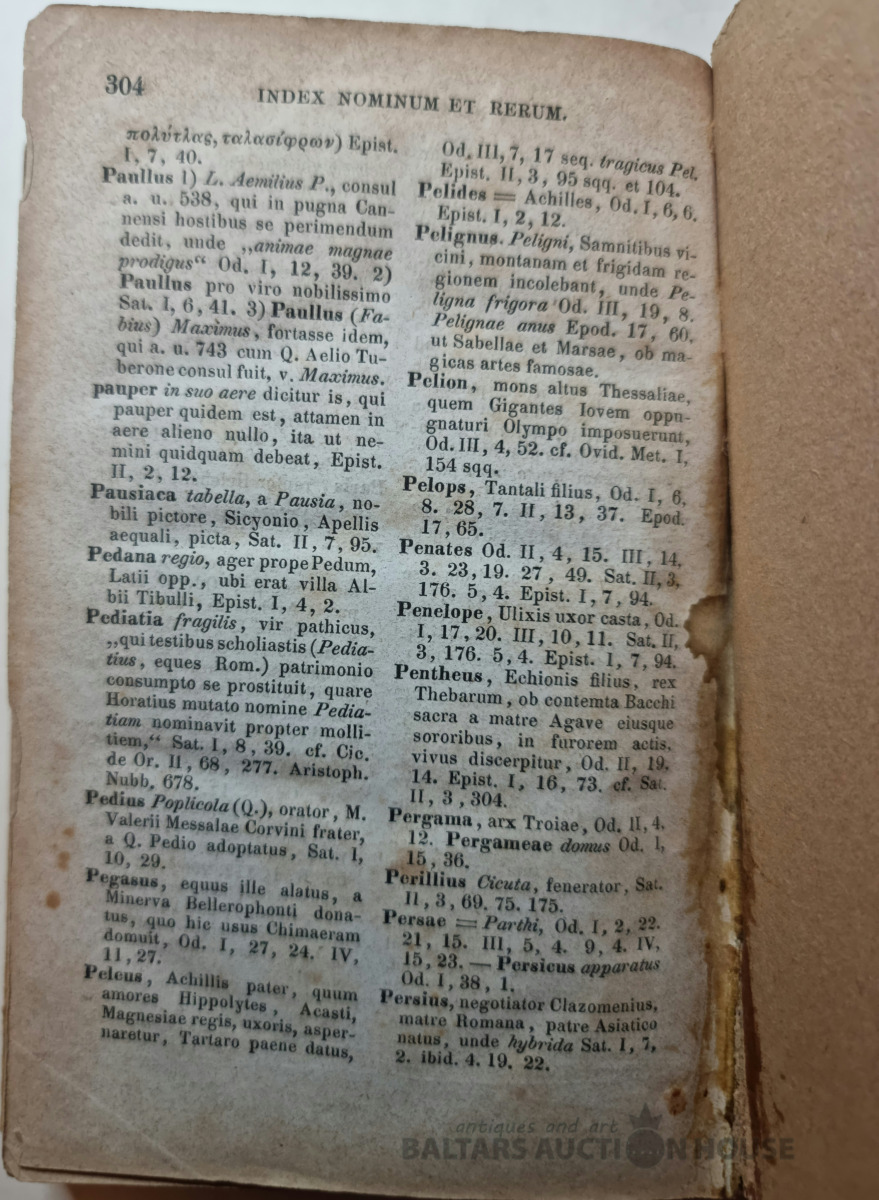 304
INDEX NOMINUM ET RERUM.
πολύτλας, ταλασίφρων) Epist.
I, 7, 40.
Paullus 1) L. Aemilius P., consul
a. u. 538, qui in pugna Can-
nensi hostibus se perimendum
dedit, unde „animae magnae
prodigus“ Od. I, 12, 39. 2)
Paullus pro viro nobilissimo
Sat. I, 6, 41. 3) Paullus (Fa-
bius) Maximus, fortasse idem,
qui a. u. 743 cum Q. Aelio Tu-
berone consul fuit, v. Maximus.
pauper in suo aere dicitur is, qui
pauper quidem est, attamen in
aere alieno nullo, ita ut ne-
mini quidquam debeat, Epist.
II, 2, 12.
Pausiaca tabella, a Pausia, no-
bili pictore, Sicyonio, Apellis
aequali, picta, Sat. II, 7, 95.
Pedana regio, ager prope Pedum,
Latii opp., ubi erat villa Al-
bii Tibulli, Epist. I, 4, 2.
Pediatia fragilis, vir pathicus,
„qui testibus scholiastis (Pedia-
tius, eques Rom.) patrimonio
consumpto se prostituit, quare
Horatius mutato nomine Pedia-
tiam nominavit propter molli-
tiem,“ Sat. I, 8, 39. cf. Cic.
de Or. II, 68, 277. Aristoph.
Nubb. 678.
Pedius Poplicola (Q.), orator, M.
Valerii Messalae Corvini frater,
a Q. Pedio adoptatus, Sat. I,
10, 29.
Pegasus, equus ille alatus, a
Minerva Bellerophonti dona-
tus, quo hic usus Chimaeram
domuit, Od. I, 27, 24. IV,
11, 27.
Peleus, Achillis pater, quum
amores Hippolytes, Acasti,
Magnesiae regis, uxoris, asper-
naretur, Tartaro paene datus,
Od. III, 7, 17 seq. tragicus Pel.
Epist. II, 3, 95 sqq. et 104.
Pelides = Achilles, Od. I, 6, 6.
Epist. I, 2, 12.
Pelignus. Peligni, Samnitibus vi-
cini, montanam et frigidam re-
gionem incolebant, unde Pe-
ligna frigora Od. III, 19, 8.
Pelignae anus Epod. 17, 60.
ut Sabellae et Marsae, ob ma-
gicas artes famosae.
Pelion, mons altus Thessaliae,
quem Gigantes Iovem oppu-
gnaturi Olympo imposuerunt,
Od. III, 4, 52. cf. Ovid. Met. I,
154 sqq.
Pelops, Tantali filius, Od. I, 6,
8. 28, 7. II, 13, 37. Epod.
17, 65.
Penates Od. II, 4, 15. III, 14,
3. 23, 19. 27, 49. Sat. II, 3,
176. 5, 4. Epist. I, 7, 94.
Penelope, Ulixis uxor casta, Od.
I, 17, 20. III, 10, 11. Sat. II,
3, 176. 5, 4. Epist. I, 7, 94.
Pentheus, Echionis filius, rex
Thebarum, ob contemta Bacchi
sacra a matre Agave eiusque
sororibus, in furorem actis,
vivus discerpitur, Od. II, 19.
14. Epist. I, 16, 73. cf. Sat.
II, 3, 304.
Pergama, arx Troiae, Od. II, 4,
12. Pergameae domus Od. I,
15, 36.
Perillius Cicuta, fenerator, Sat.
II, 3, 69. 75. 175.
Persae = Parthi, Od. I, 2, 22.
21, 15. III, 5, 4. 9, 4. IV,
15, 23. — Persicus apparatus
Od. I, 38, 1.
Persius, negotiator Clazomenius,
matre Romana, patre Asiatico
natus, unde hybrida Sat. I, 7,
2. ibid. 4. 19. 22.
antiques and art
BALTARS AUCTION HOUSE